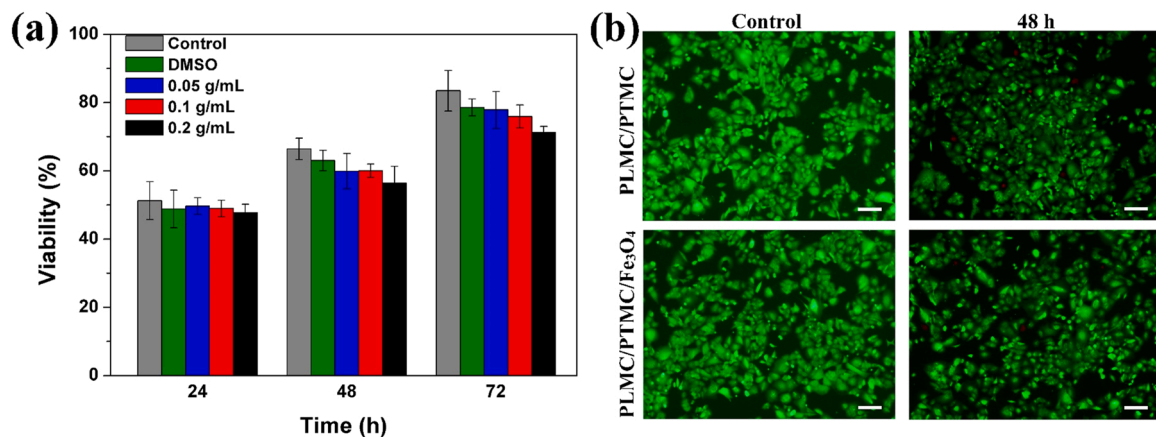 (a)
Control
DMSO
0.05 g/mL
0.1 g/mL
0.2 g/mL
Viability (%)
100
80
60
40
20
0
24 48 72
Time (h)
(b)
Control 48 h
PLMC/PTMC
PLMC/PTMC/Fe₃O₄